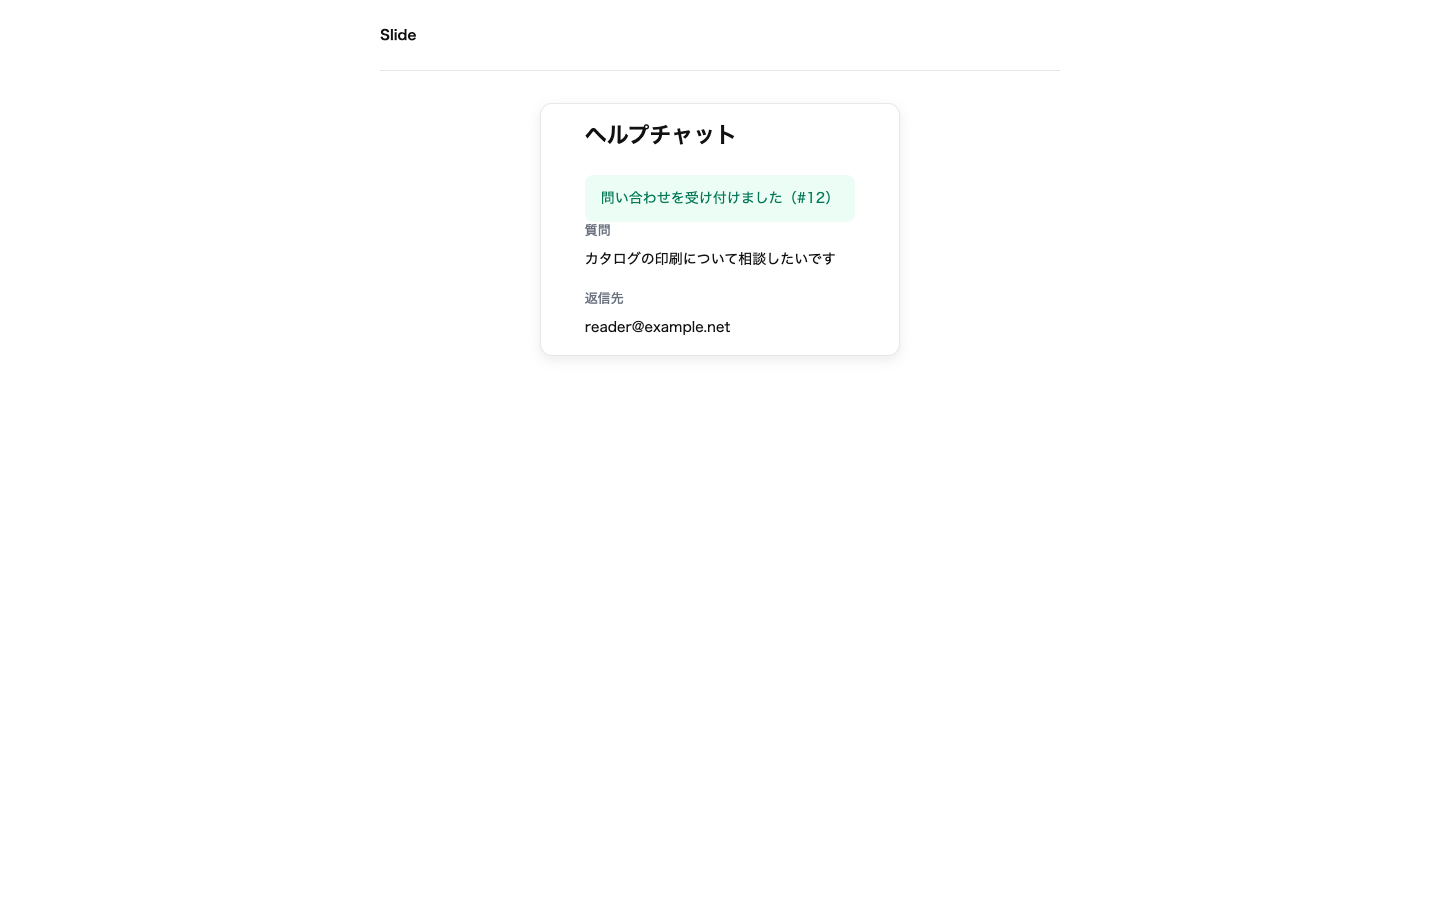 Slide
ヘルプチャット
問い合わせを受け付けました（#12）
質問
カタログの印刷について相談したいです
返信先
reader@example.net